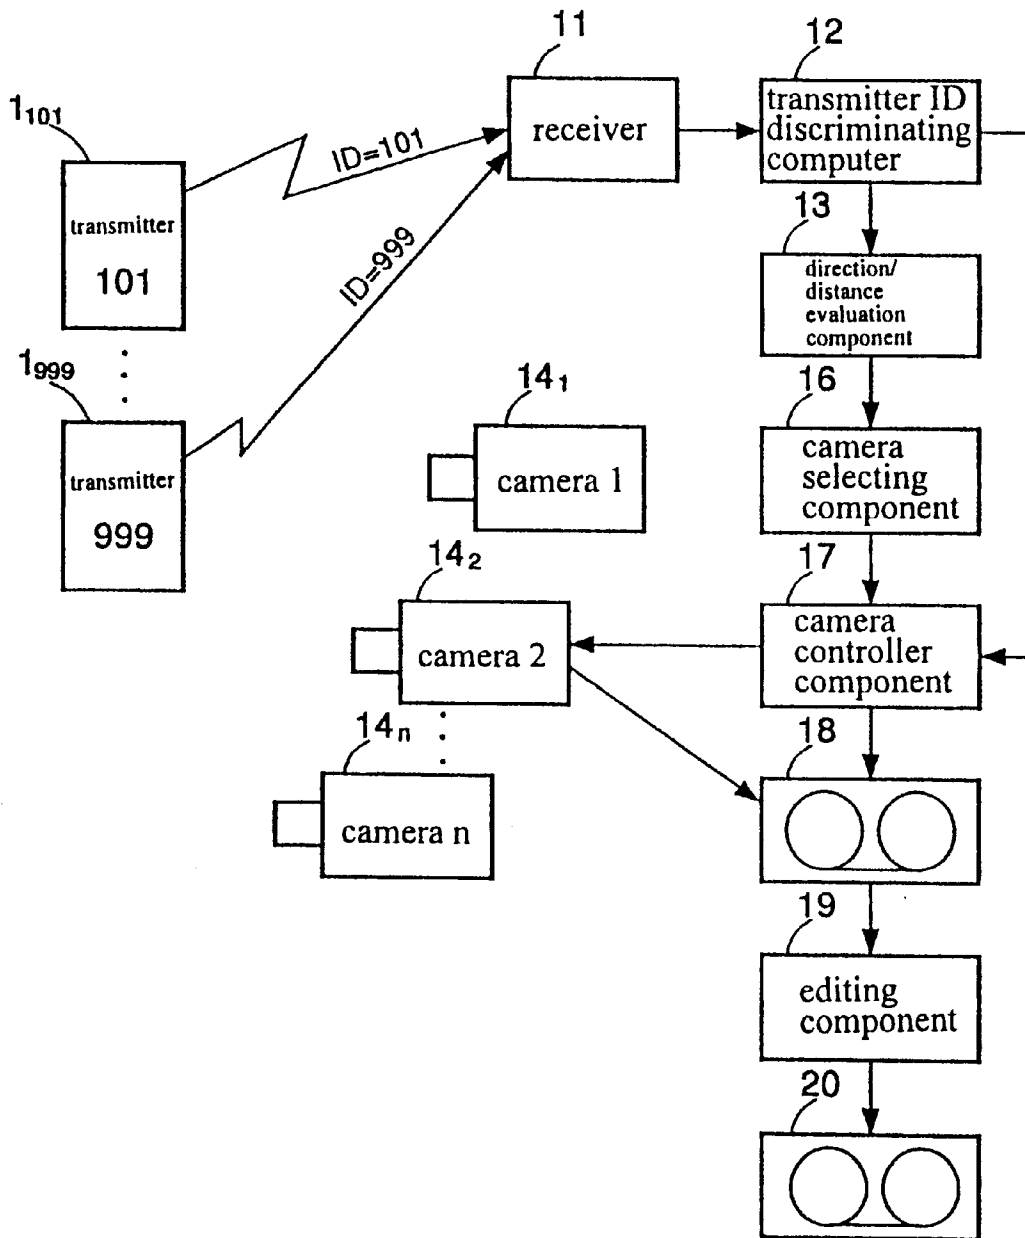 11
12
1101
receiver
transmitter ID
discriminating
computer
ID=101
transmitter
101
ID=999
13
direction/
distance
evaluation
component
1999
transmitter
999
141
camera 1
16
camera
selecting
component
142
camera 2
17
camera
controller
component
14n
camera n
18
19
editing
component
20